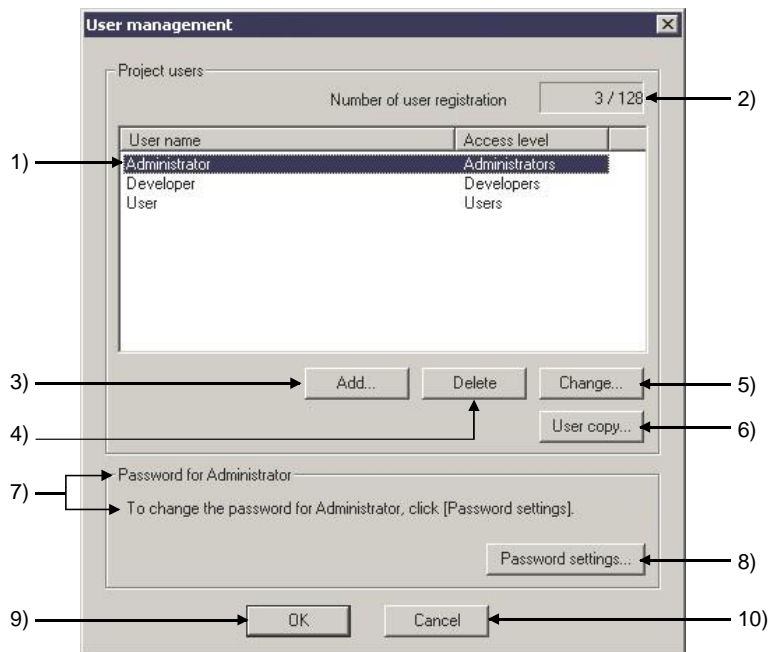 User management
Project users
Number of user registration 3 / 128 2)
User name Access level
1) Administrator Administrators
Developer Developers
User Users
3) Add... Delete Change... 5)
4) User copy... 6)
7) Password for Administrator
To change the password for Administrator, click [Password settings].
Password settings... 8)
9) OK Cancel 10)